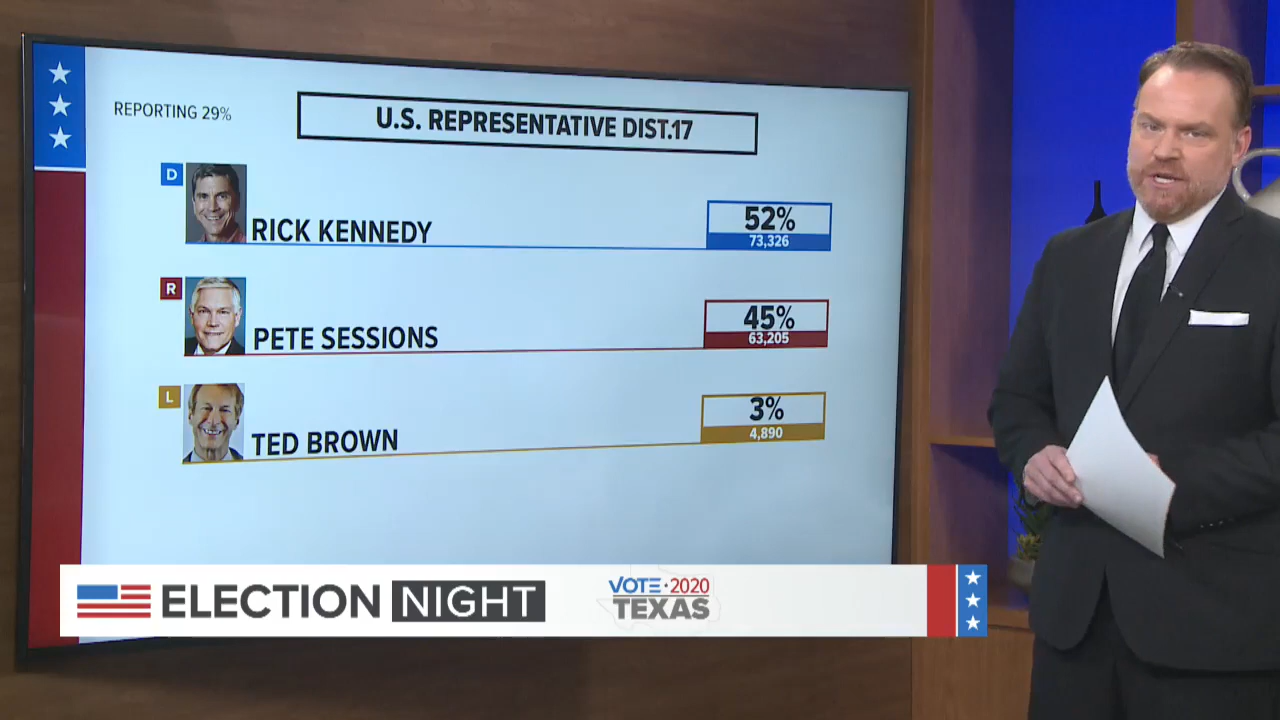 REPORTING 29%
U.S. REPRESENTATIVE DIST.17
D
RICK KENNEDY
52%
73,326
R
PETE SESSIONS
45%
63,205
L
TED BROWN
3%
4,890
ELECTION NIGHT
VOTE • 2020
TEXAS